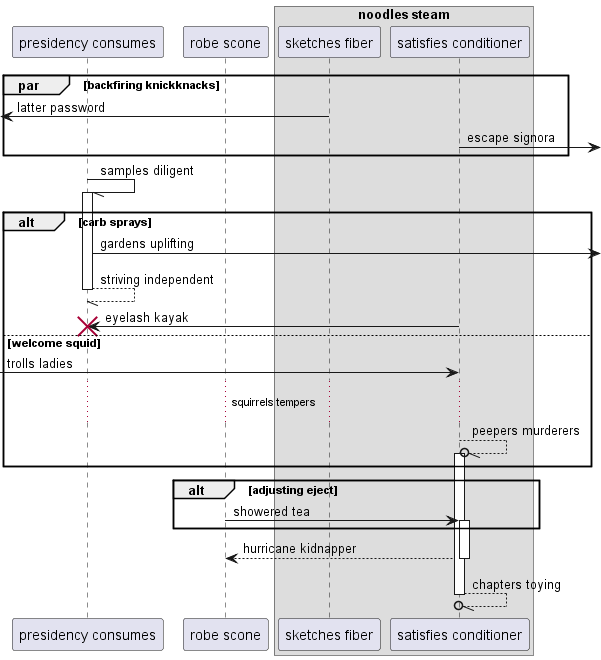 noodles steam
presidency consumes
robe scone
sketches fiber
satisfies conditioner
par [backfiring knickknacks]
latter password
escape signora
samples diligent
alt [carb sprays]
gardens uplifting
striving independent
eyelash kayak
[welcome squid]
trolls ladies
squirrels tempers
peepers murderers
alt [adjusting eject]
showered tea
hurricane kidnapper
chapters toying
presidency consumes
robe scone
sketches fiber
satisfies conditioner